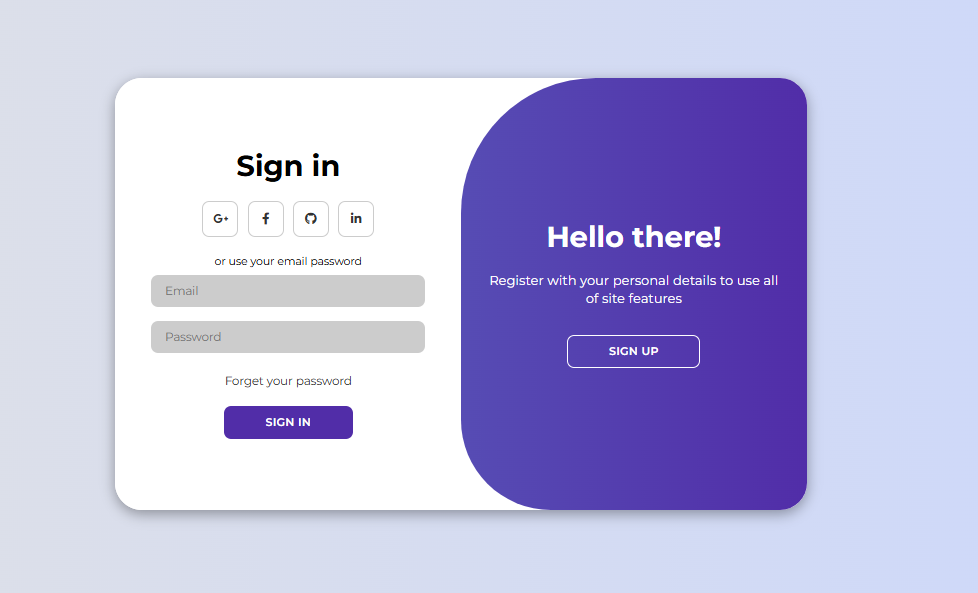 Sign in
G+ f in
or use your email password
Email
Password
Forget your password
SIGN IN
Hello there!
Register with your personal details to use all
of site features
SIGN UP